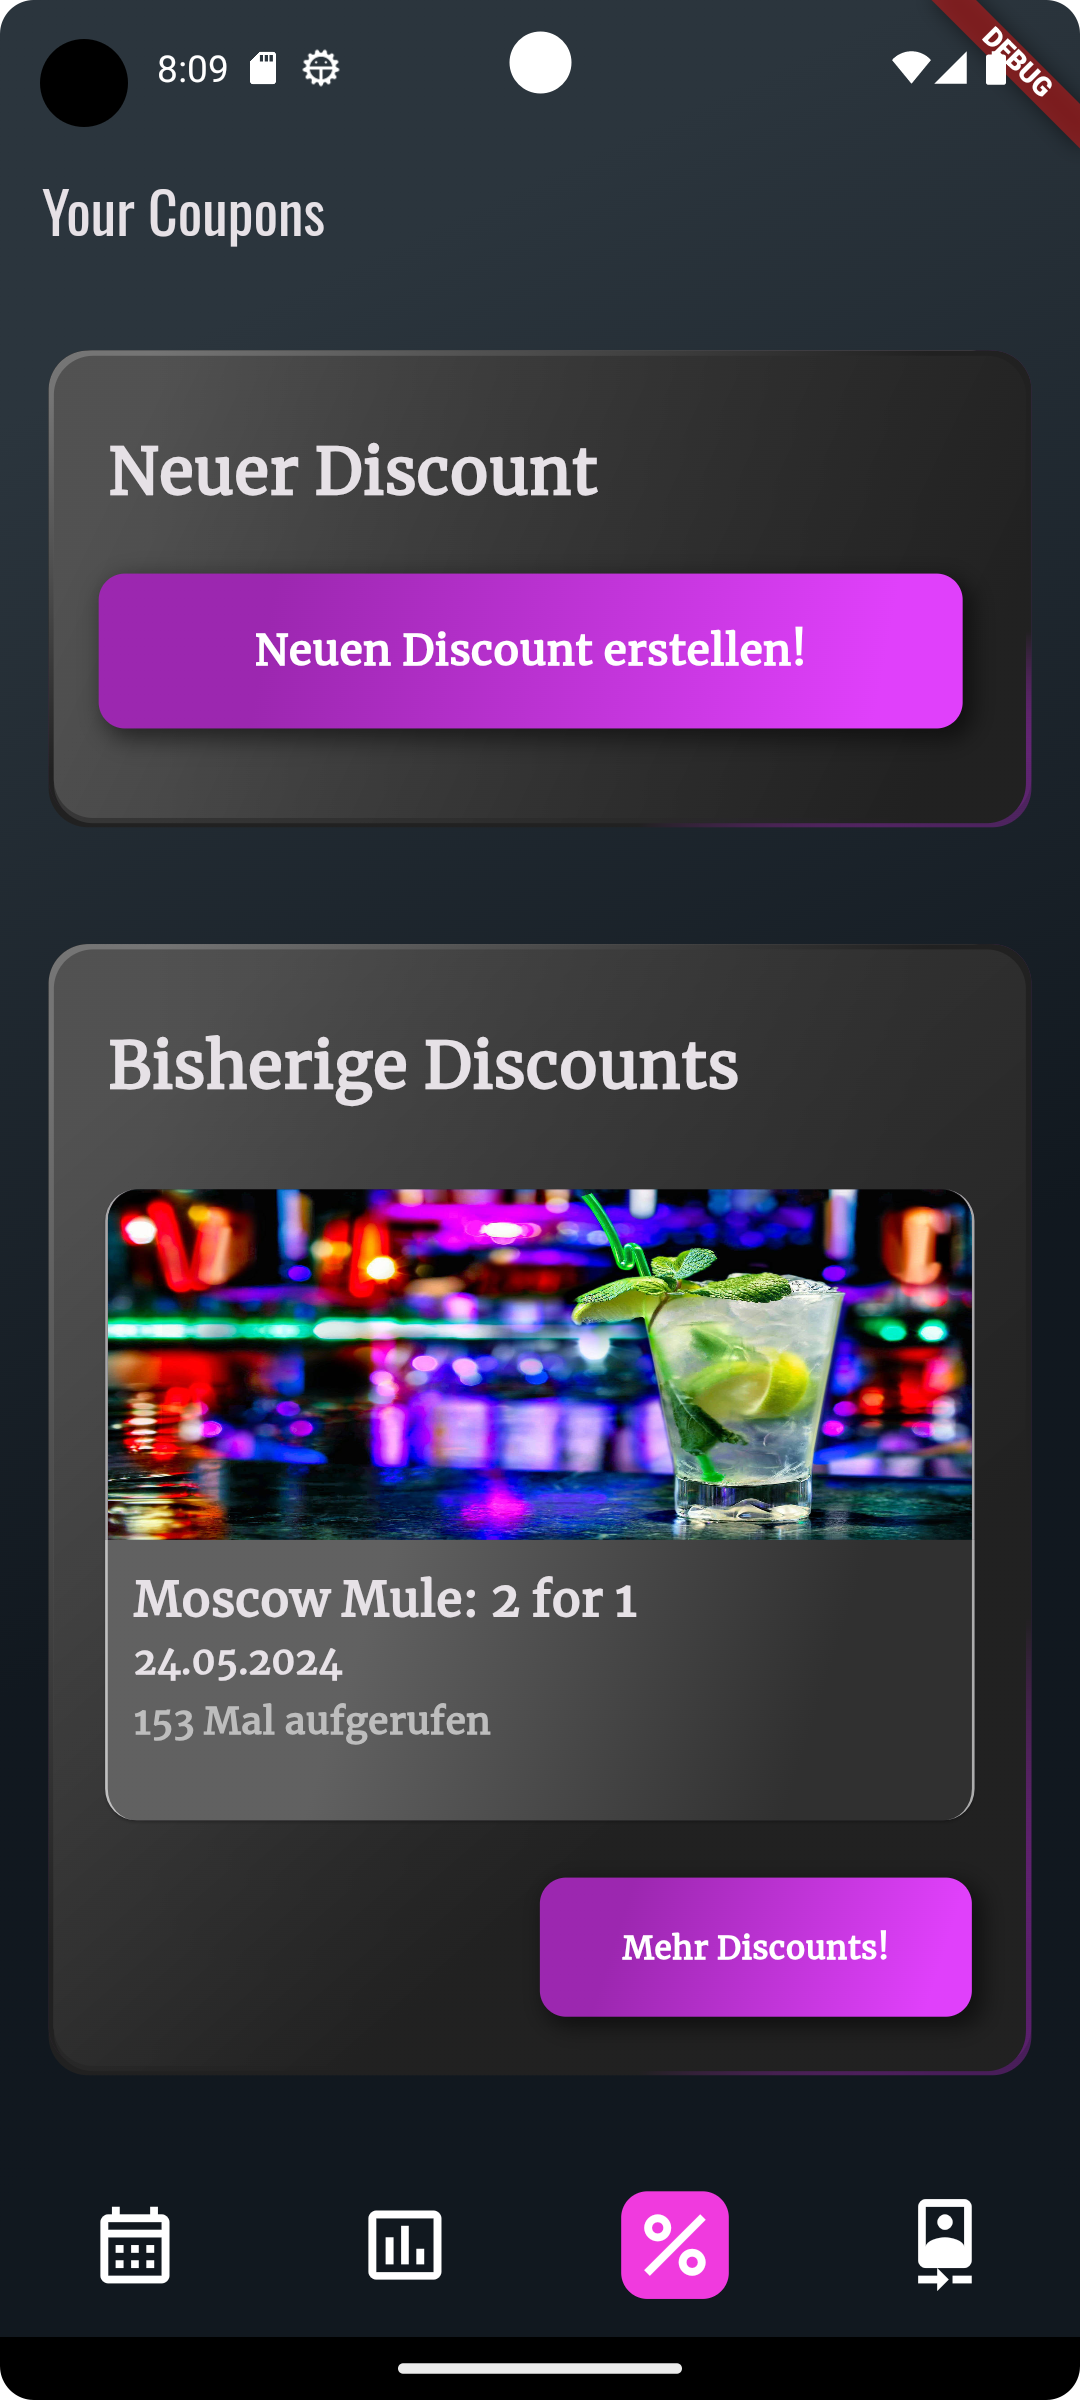 8:09
DEBUG
Your Coupons
Neuer Discount
Neuen Discount erstellen!
Bisherige Discounts
Moscow Mule: 2 for 1
24.05.2024
153 Mal aufgerufen
Mehr Discounts!